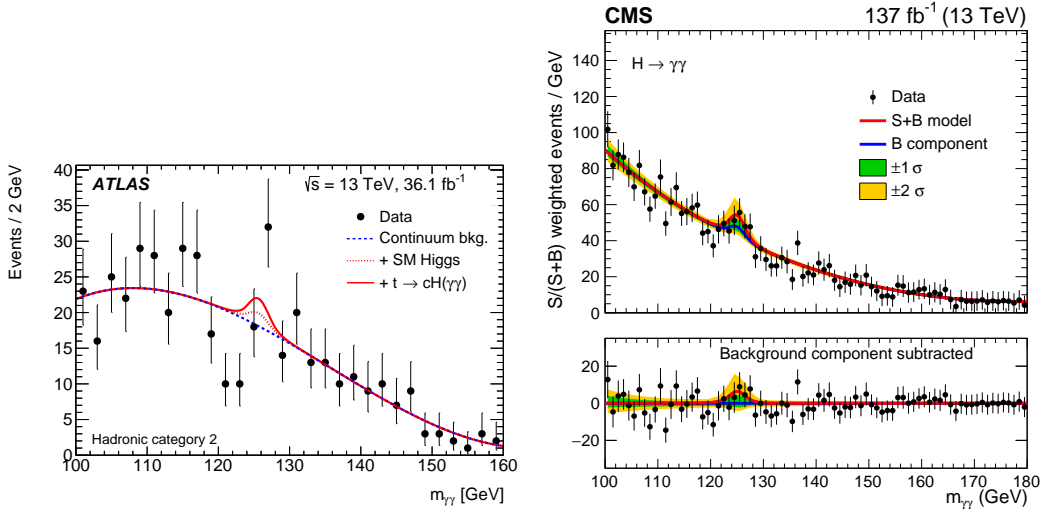 ATLAS
√s = 13 TeV, 36.1 fb⁻¹
Data
Continuum bkg.
+ SM Higgs
+ t → cH(γγ)
Hadronic category 2
Events / 2 GeV
40
35
30
25
20
15
10
5
0
100 110 120 130 140 150 160
m_γγ [GeV]
CMS 137 fb⁻¹ (13 TeV)
H → γγ
Data
S+B model
B component
±1 σ
±2 σ
S/(S+B) weighted events / GeV
140
120
100
80
60
40
20
0
Background component subtracted
20
0
−20
100 110 120 130 140 150 160 170 180
m_γγ (GeV)